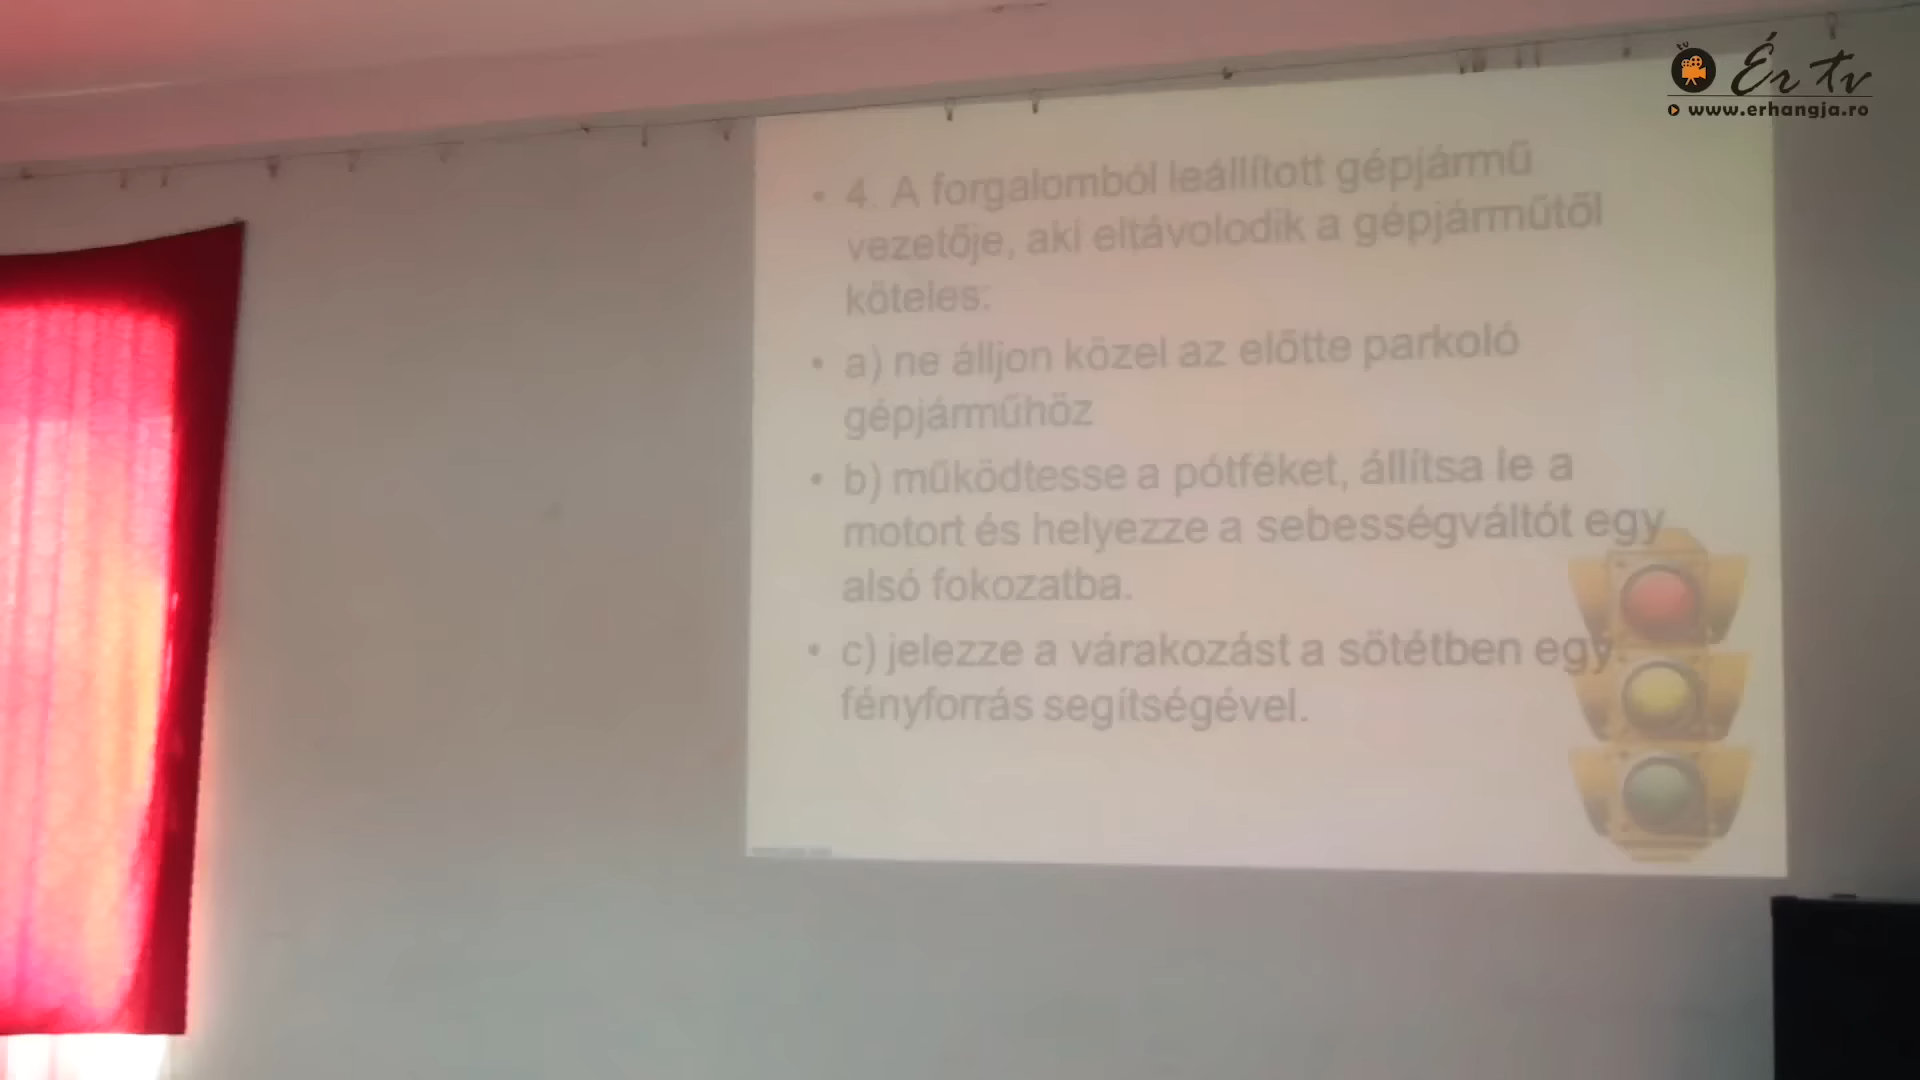 tv
Ér tv
www.erhangja.ro
• 4. A forgalomból leállított gépjármű
vezetője, aki eltávolodik a gépjárműtől
köteles:
• a) ne álljon közel az előtte parkoló
gépjárműhöz
• b) működtesse a pótféket, állítsa le a
motort és helyezze a sebességváltót egy
alsó fokozatba.
• c) jelezze a várakozást a sötétben egy
fényforrás segítségével.